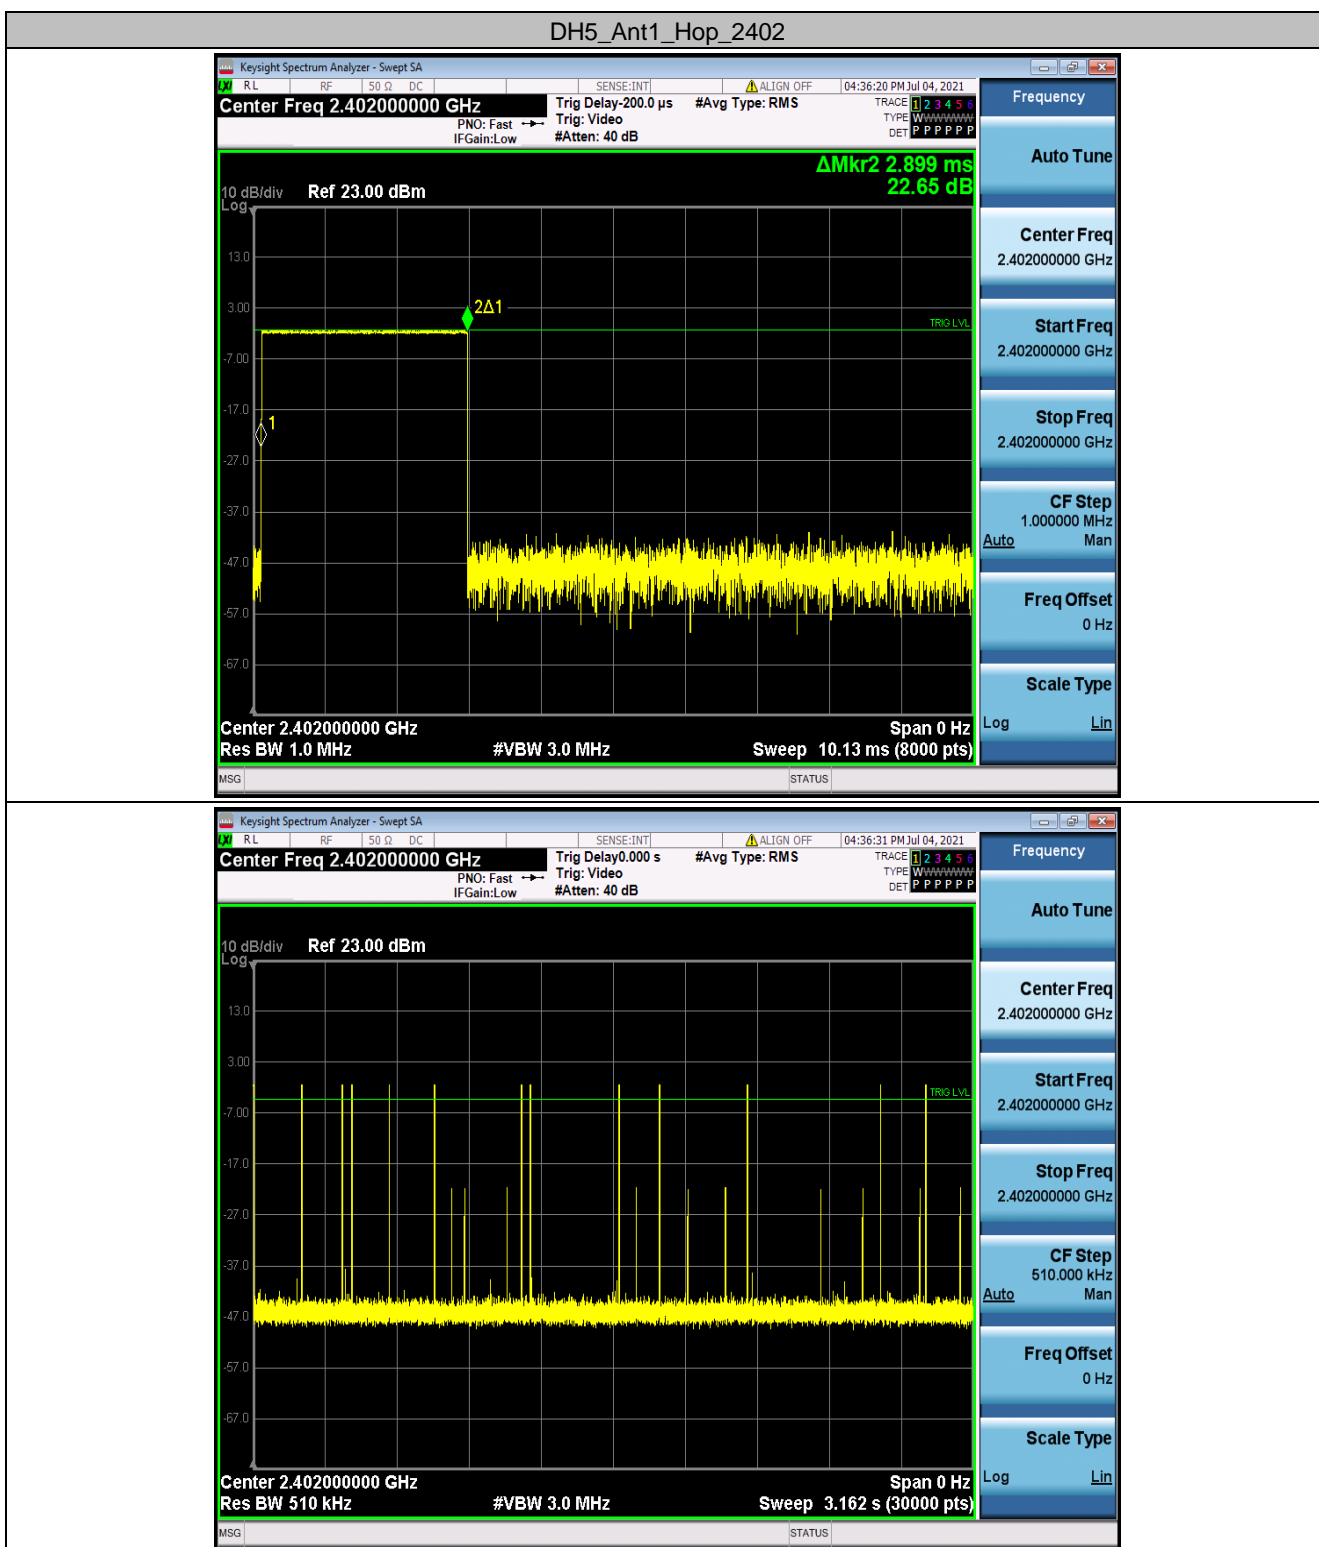 DH5_Ant1_Hop_2402
Keysight Spectrum Analyzer - Swept SA
LXI RL RF 50 Ω DC SENSE:INT ALIGN OFF 04:36:20 PM Jul 04, 2021
Center Freq 2.402000000 GHz
PNO: Fast
IFGain:Low
Trig Delay-200.0 µs
Trig: Video
#Atten: 40 dB
#Avg Type: RMS
TRACE 1 2 3 4 5 6
TYPE WWWWWW
DET P P P P P P
ΔMkr2 2.899 ms
22.65 dB
10 dB/div Ref 23.00 dBm
Log
13.0
3.00
-7.00
-17.0
-27.0
-37.0
-47.0
-57.0
-67.0
2Δ1
TRIG LVL
1
Center 2.402000000 GHz Span 0 Hz
Res BW 1.0 MHz #VBW 3.0 MHz Sweep 10.13 ms (8000 pts)
MSG STATUS
Frequency
Auto Tune
Center Freq
2.402000000 GHz
Start Freq
2.402000000 GHz
Stop Freq
2.402000000 GHz
CF Step
1.000000 MHz
Auto Man
Freq Offset
0 Hz
Scale Type
Log Lin
Keysight Spectrum Analyzer - Swept SA
LXI RL RF 50 Ω DC SENSE:INT ALIGN OFF 04:36:31 PM Jul 04, 2021
Center Freq 2.402000000 GHz
PNO: Fast
IFGain:Low
Trig Delay0.000 s
Trig: Video
#Atten: 40 dB
#Avg Type: RMS
TRACE 1 2 3 4 5 6
TYPE WWWWWW
DET P P P P P P
10 dB/div Ref 23.00 dBm
Log
13.0
3.00
-7.00
-17.0
-27.0
-37.0
-47.0
-57.0
-67.0
TRIG LVL
Center 2.402000000 GHz Span 0 Hz
Res BW 510 kHz #VBW 3.0 MHz Sweep 3.162 s (30000 pts)
MSG STATUS
Frequency
Auto Tune
Center Freq
2.402000000 GHz
Start Freq
2.402000000 GHz
Stop Freq
2.402000000 GHz
CF Step
510.000 kHz
Auto Man
Freq Offset
0 Hz
Scale Type
Log Lin